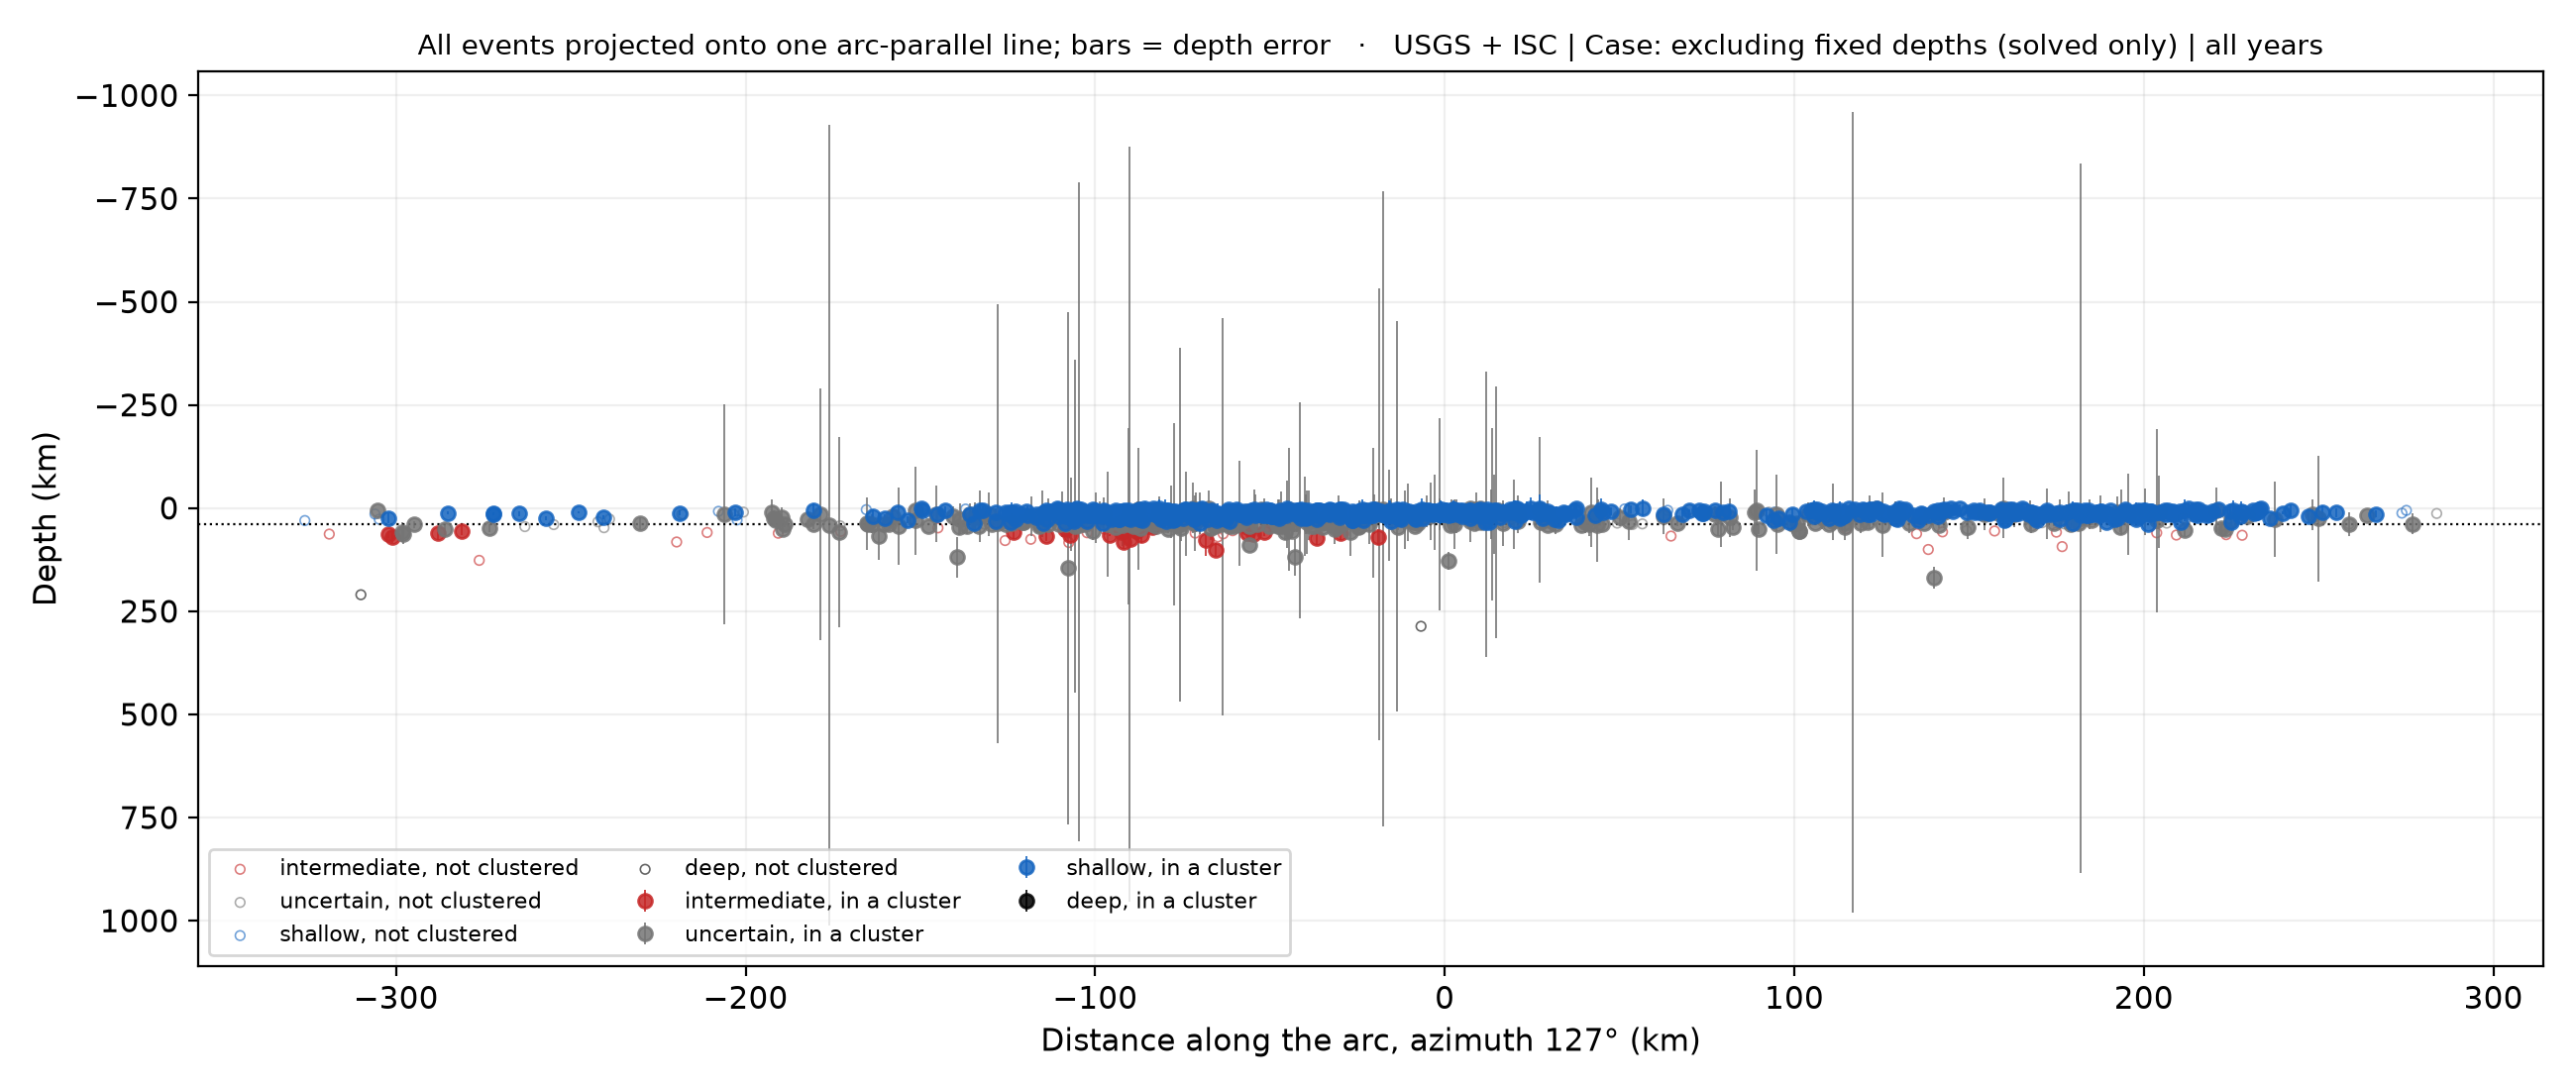 All events projected onto one arc-parallel line; bars = depth error · USGS + ISC | Case: excluding fixed depths (solved only) | all years
−1000
−750
−500
−250
0
250
500
750
1000
Depth (km)
intermediate, not clustered
uncertain, not clustered
shallow, not clustered
deep, not clustered
intermediate, in a cluster
uncertain, in a cluster
shallow, in a cluster
deep, in a cluster
−300
−200
−100
0
100
200
300
Distance along the arc, azimuth 127° (km)